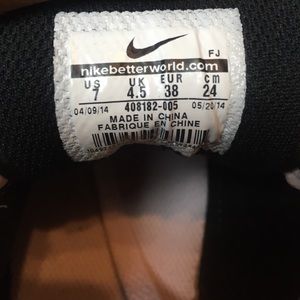 FJ
nikebetterworld.com
US UK EUR cm
7 4.5 38 24
04/09/14 408182-005 05/20/14
MADE IN CHINA
FABRIQUE EN CHINE